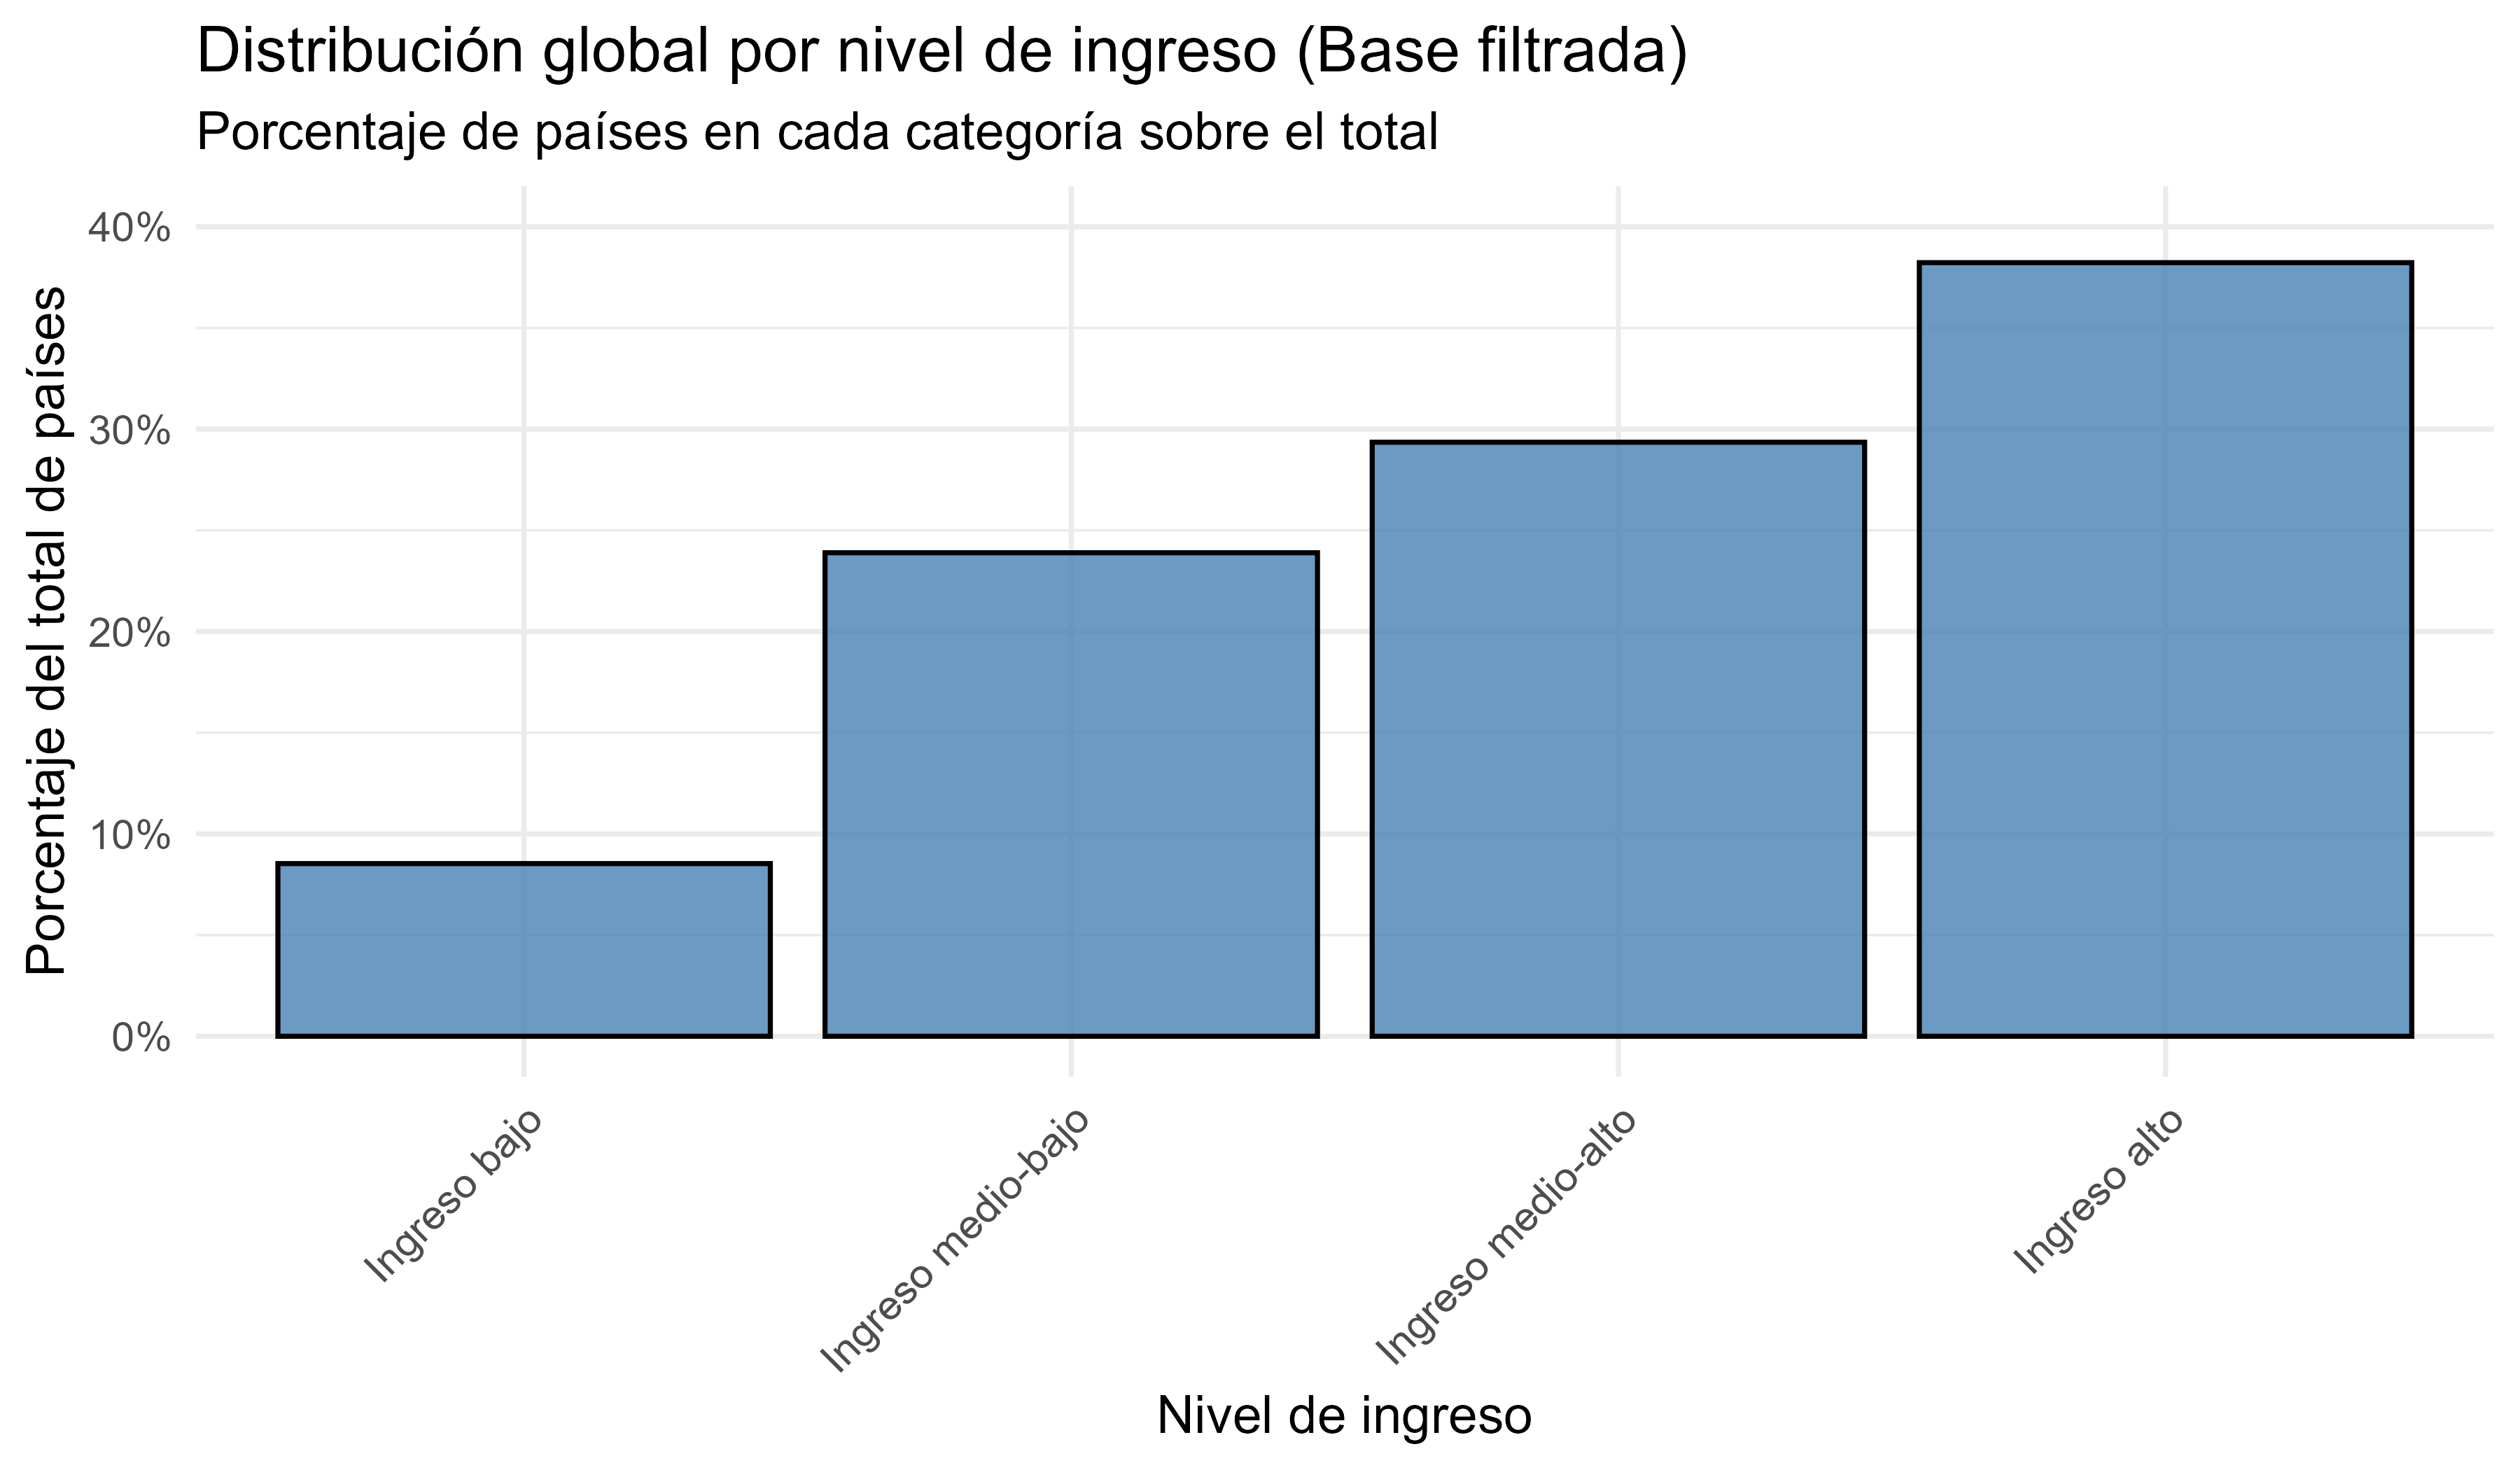 Distribución global por nivel de ingreso (Base filtrada)
Porcentaje de países en cada categoría sobre el total
Porcentaje del total de países
40%
30%
20%
10%
0%
Ingreso bajo
Ingreso medio-bajo
Ingreso medio-alto
Ingreso alto
Nivel de ingreso